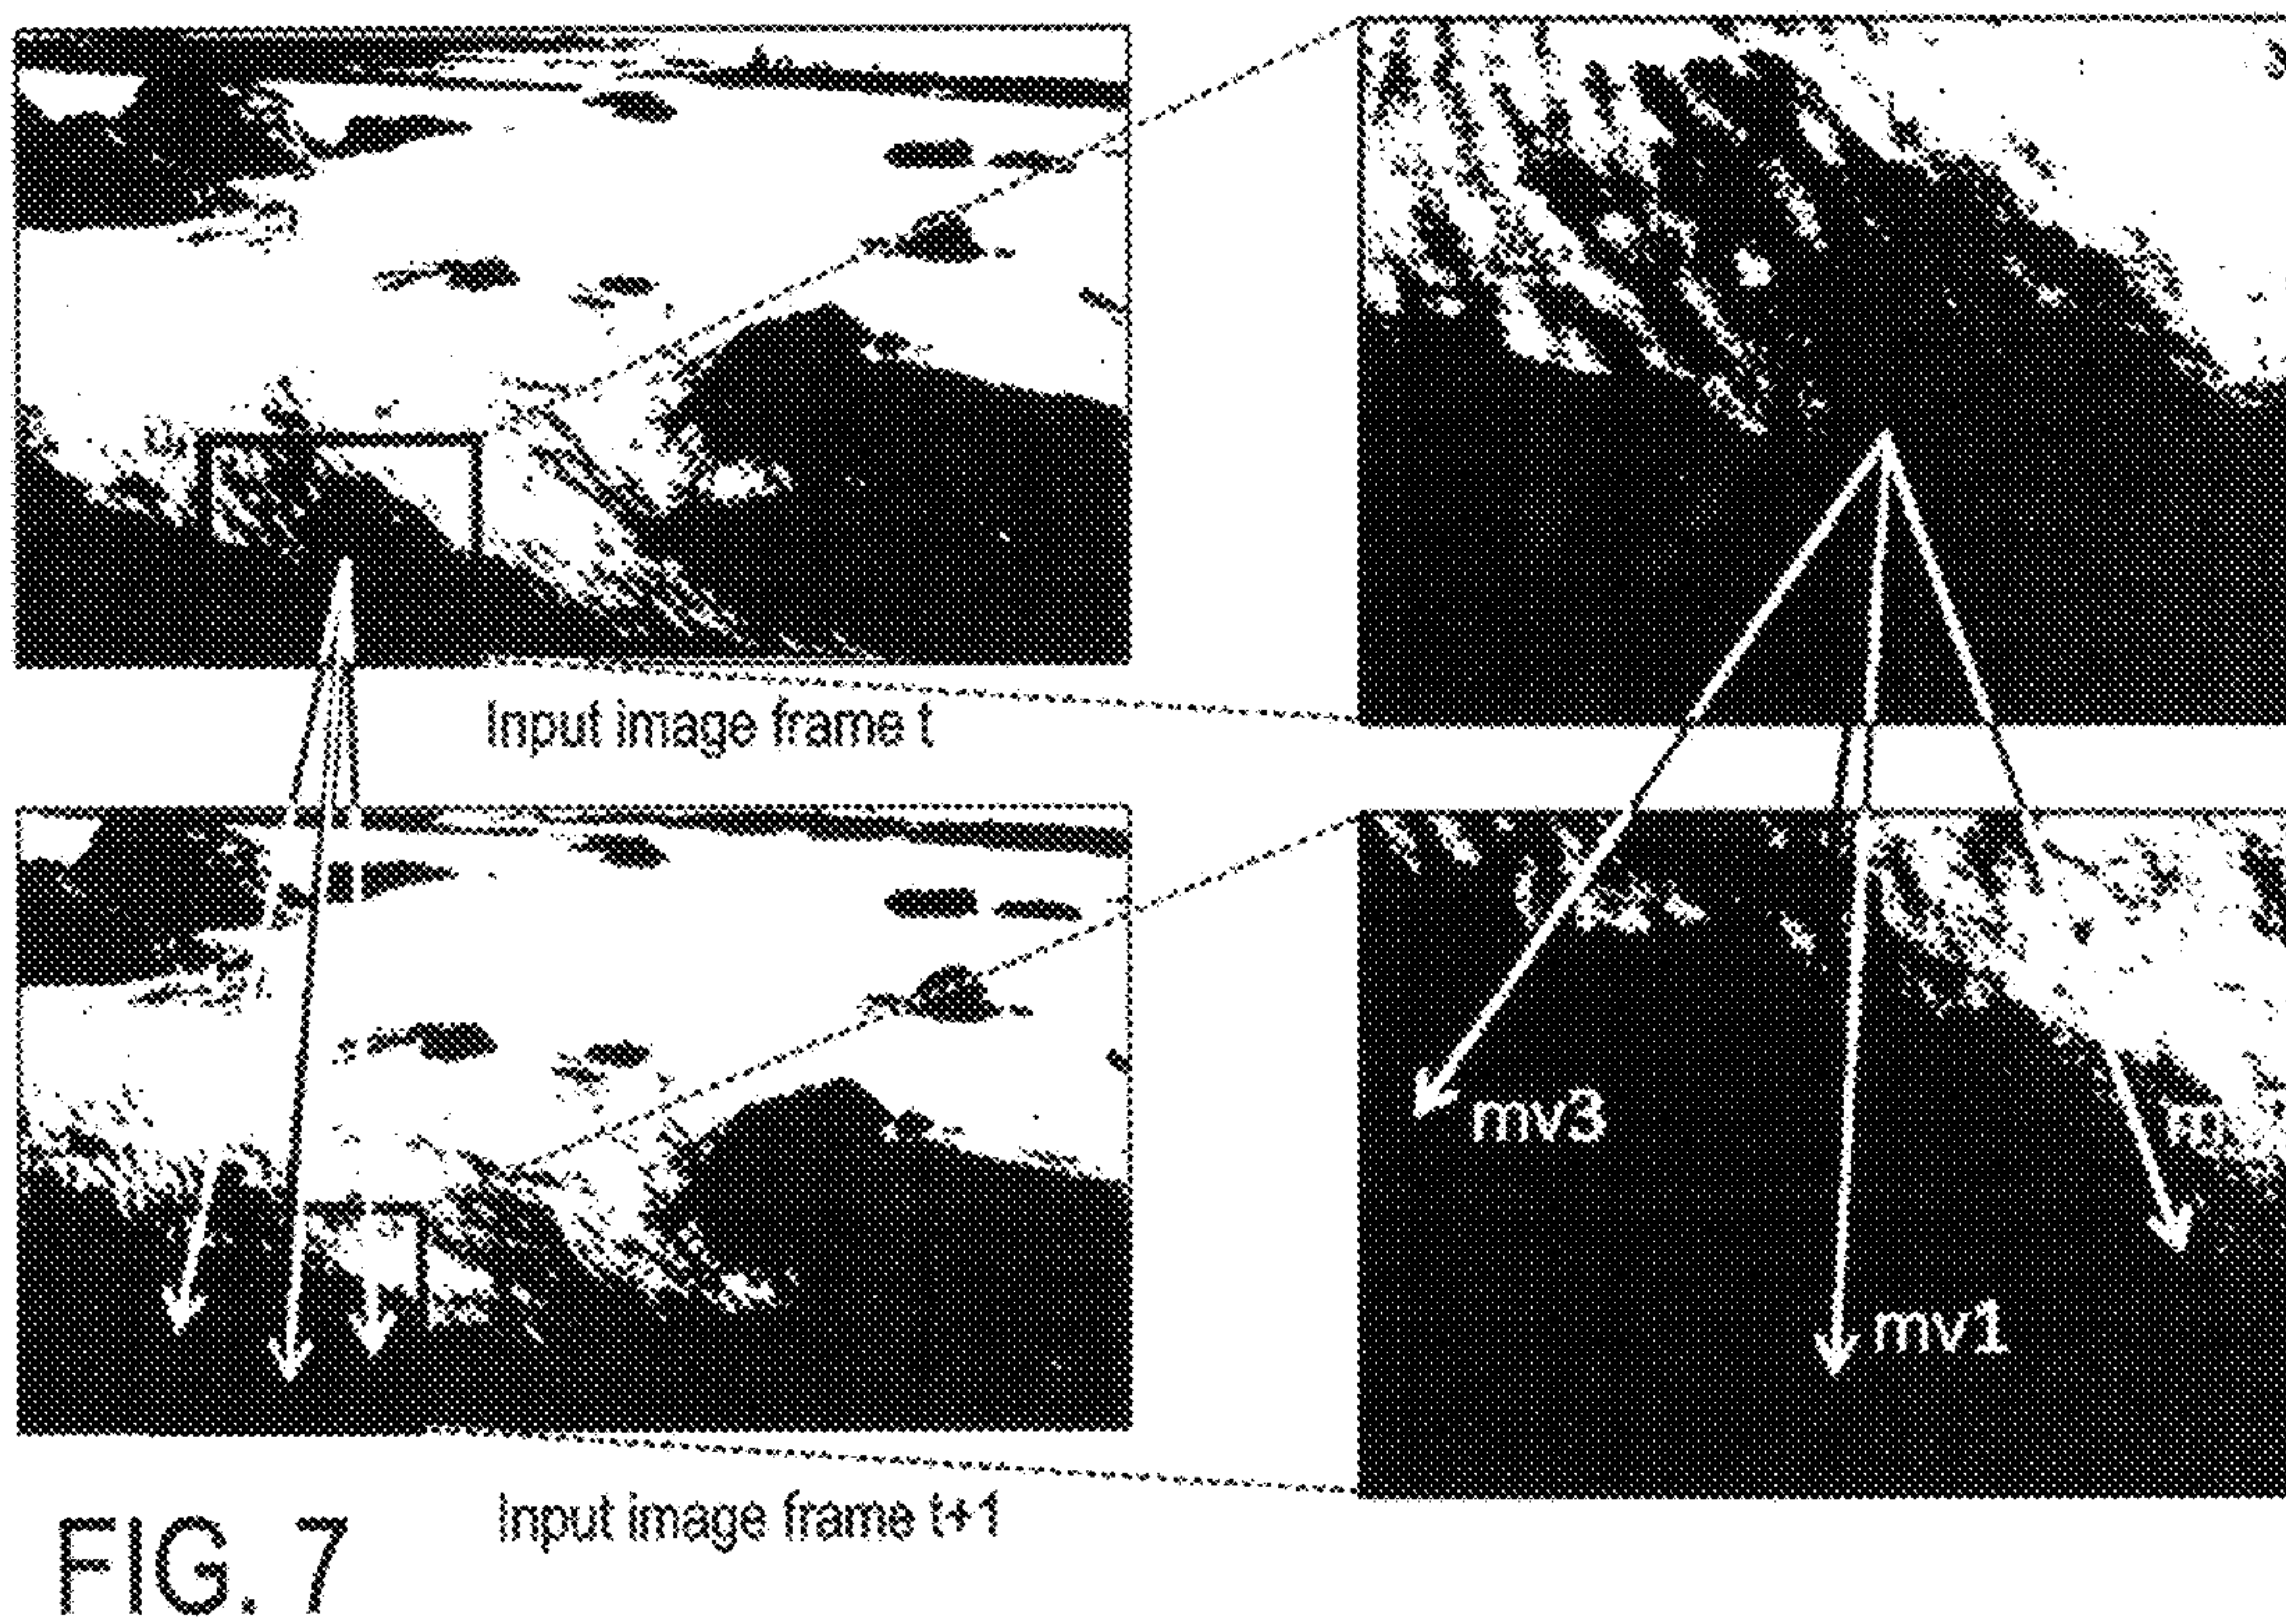 Input image frame t
mv3
mv1
Input image frame t+1
FIG. 7